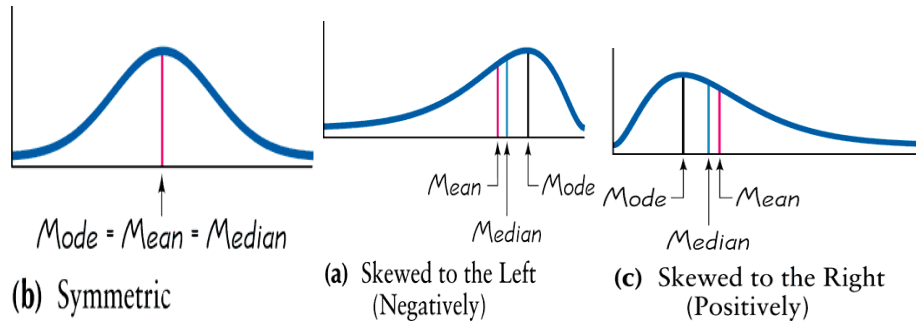 Mode = Mean = Median
(b) Symmetric
Mean
Mode
Median
(a) Skewed to the Left
(Negatively)
Mode
Mean
Median
(c) Skewed to the Right
(Positively)